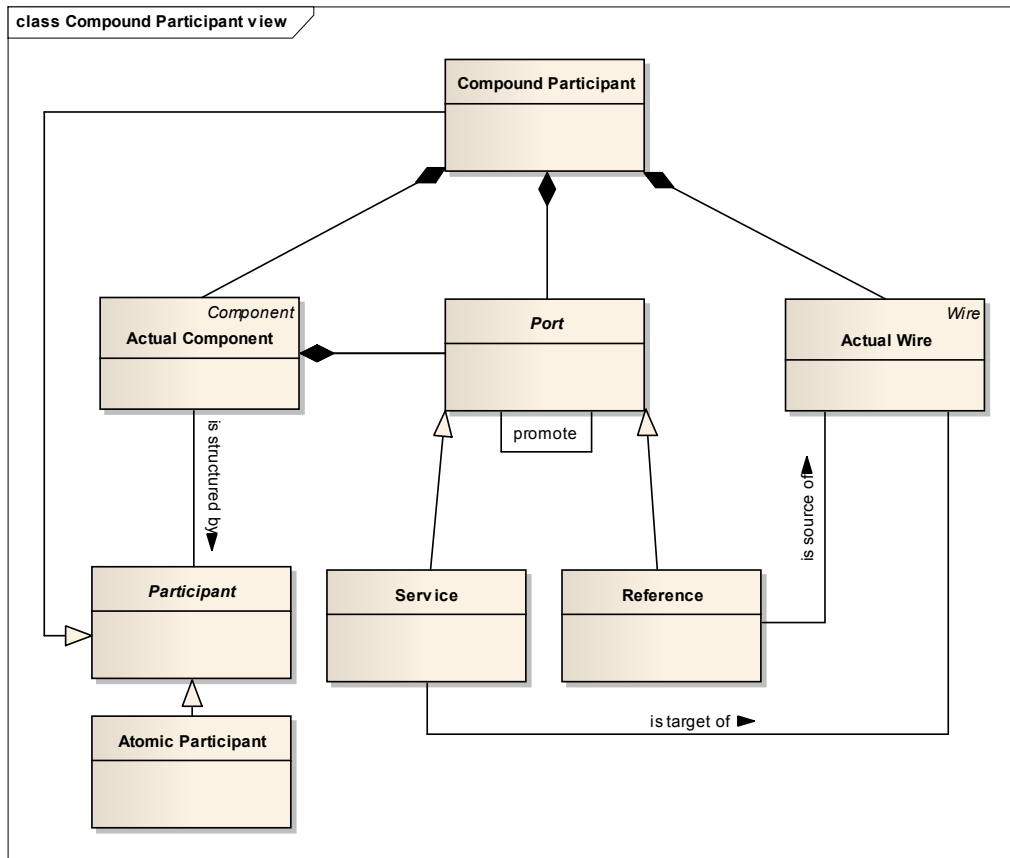 class Compound Participant view
Compound Participant
Component
Actual Component
Port
Wire
Actual Wire
promote
is structured by
is source of
Participant
Service
Reference
is target of
Atomic Participant